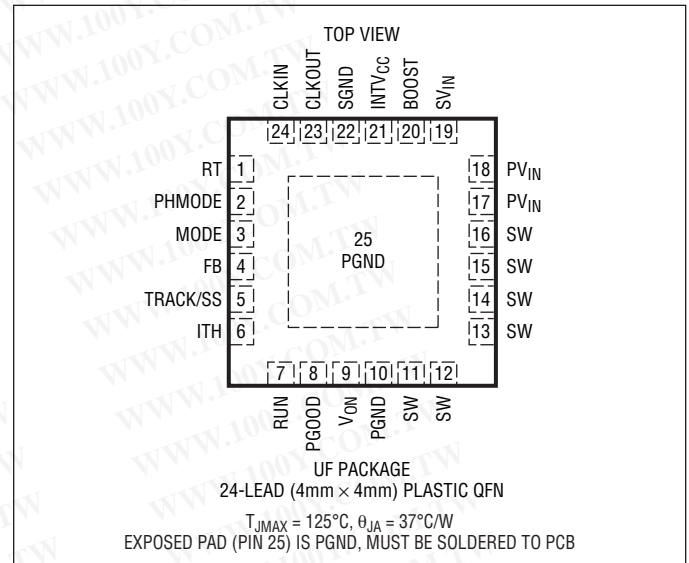 TOP VIEW
CLKIN
CLKOUT
SGND
INTVCC
BOOST
SVIN
24 23 22 21 20 19
RT 1
PHMODE 2
MODE 3
FB 4
TRACK/SS 5
ITH 6
25
PGND
18 PVIN
17 PVIN
16 SW
15 SW
14 SW
13 SW
7 8 9 10 11 12
RUN
PGOOD
VON
PGND
SW
SW
UF PACKAGE
24-LEAD (4mm × 4mm) PLASTIC QFN
TJMAX = 125°C, θJA = 37°C/W
EXPOSED PAD (PIN 25) IS PGND, MUST BE SOLDERED TO PCB
WWW.100Y.COM.TW